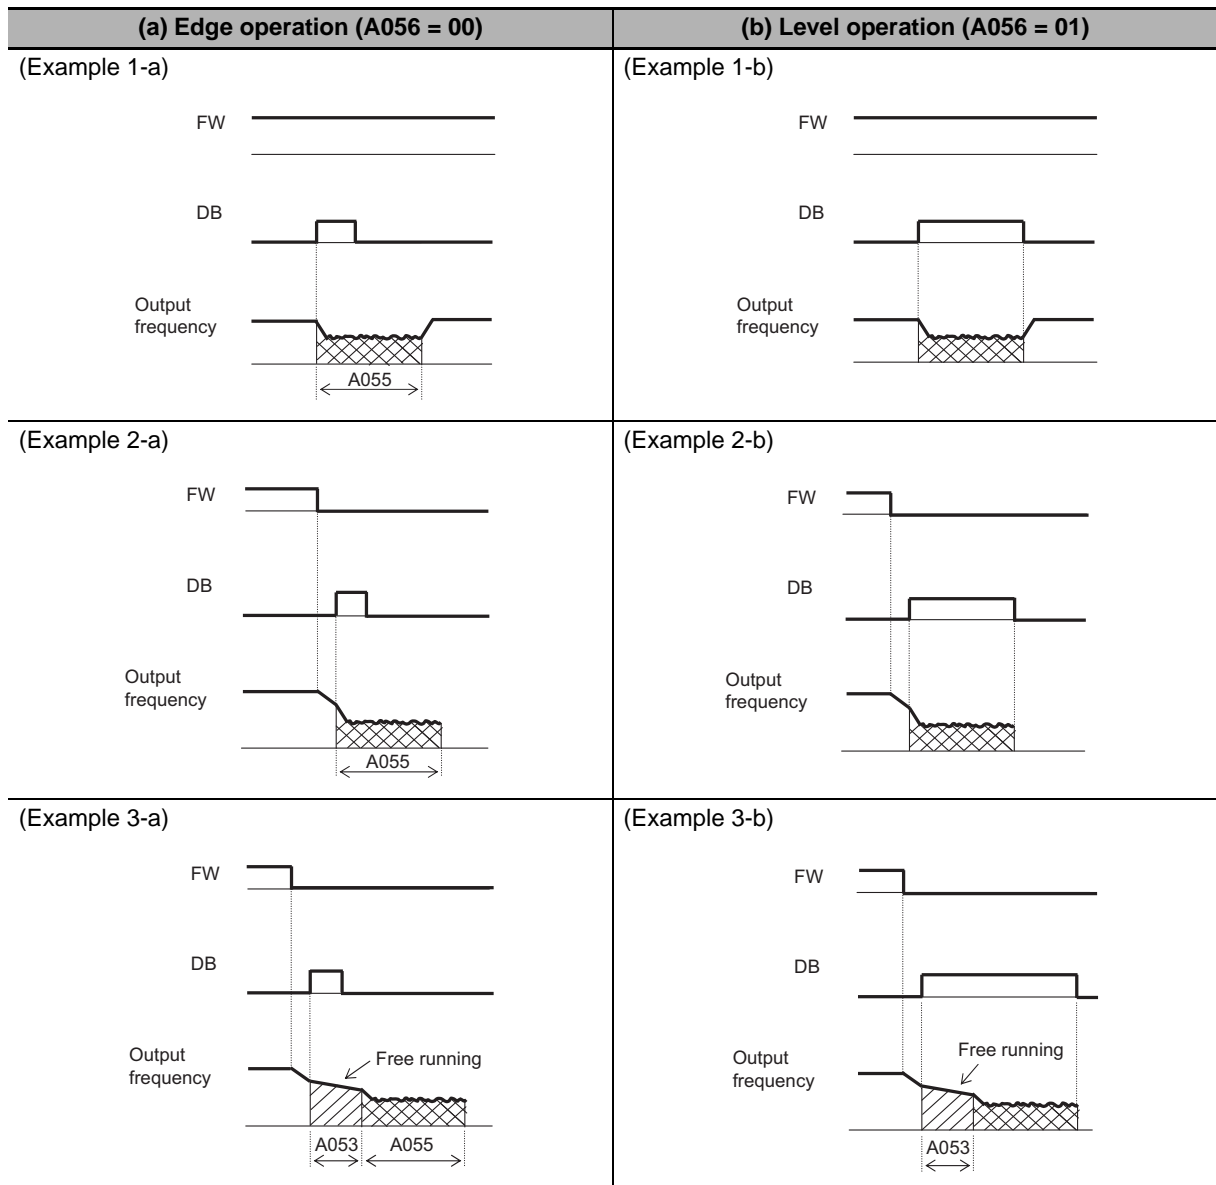 (a) Edge operation (A056 = 00)
(b) Level operation (A056 = 01)
(Example 1-a)
FW
DB
Output
frequency
A055
(Example 1-b)
FW
DB
Output
frequency
(Example 2-a)
FW
DB
Output
frequency
A055
(Example 2-b)
FW
DB
Output
frequency
(Example 3-a)
FW
DB
Output
frequency
Free running
A053
A055
(Example 3-b)
FW
DB
Output
frequency
Free running
A053